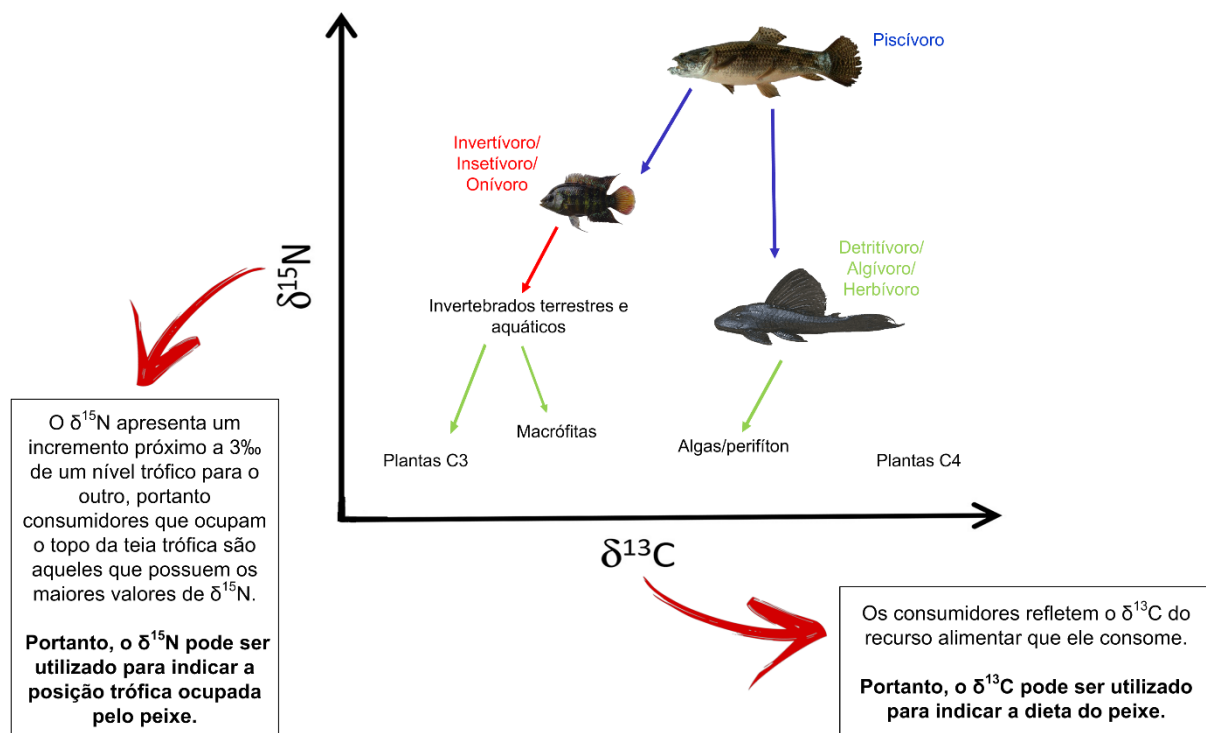 Piscívoro
Invertívoro/
Insetívoro/
Onívoro
Detritívoro/
Algívoro/
Herbívoro
δ¹⁵N
Invertebrados terrestres e
aquáticos
Macrófitas
Algas/perifíton
Plantas C3
Plantas C4
δ¹³C
O δ¹⁵N apresenta um
incremento próximo a 3‰
de um nível trófico para o
outro, portanto
consumidores que ocupam
o topo da teia trófica são
aqueles que possuem os
maiores valores de δ¹⁵N.
Portanto, o δ¹⁵N pode ser
utilizado para indicar a
posição trófica ocupada
pelo peixe.
Os consumidores refletem o δ¹³C do
recurso alimentar que ele consome.
Portanto, o δ¹³C pode ser utilizado
para indicar a dieta do peixe.